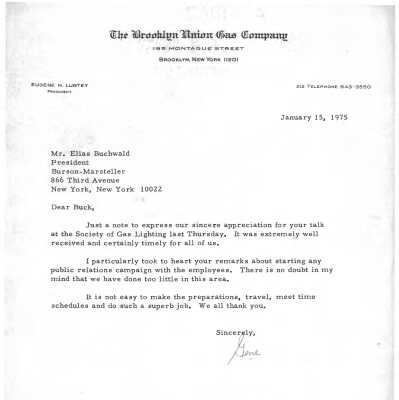 The Brooklyn Union Gas Company
195 MONTAGUE STREET
BROOKLYN, NEW YORK 11201
EUGENE H. LUNTEY
PRESIDENT
212 TELEPHONE 643-3850
January 15, 1975
Mr. Elias Buchwald
President
Burson-Marsteller
866 Third Avenue
New York, New York 10022
Dear Buck,
Just a note to express our sincere appreciation for your talk
at the Society of Gas Lighting last Thursday. It was extremely well
received and certainly timely for all of us.
I particularly took to heart your remarks about starting any
public relations campaign with the employees. There is no doubt in my
mind that we have done too little in this area.
It is not easy to make the preparations, travel, meet time
schedules and do such a superb job. We all thank you.
Sincerely,
Gene